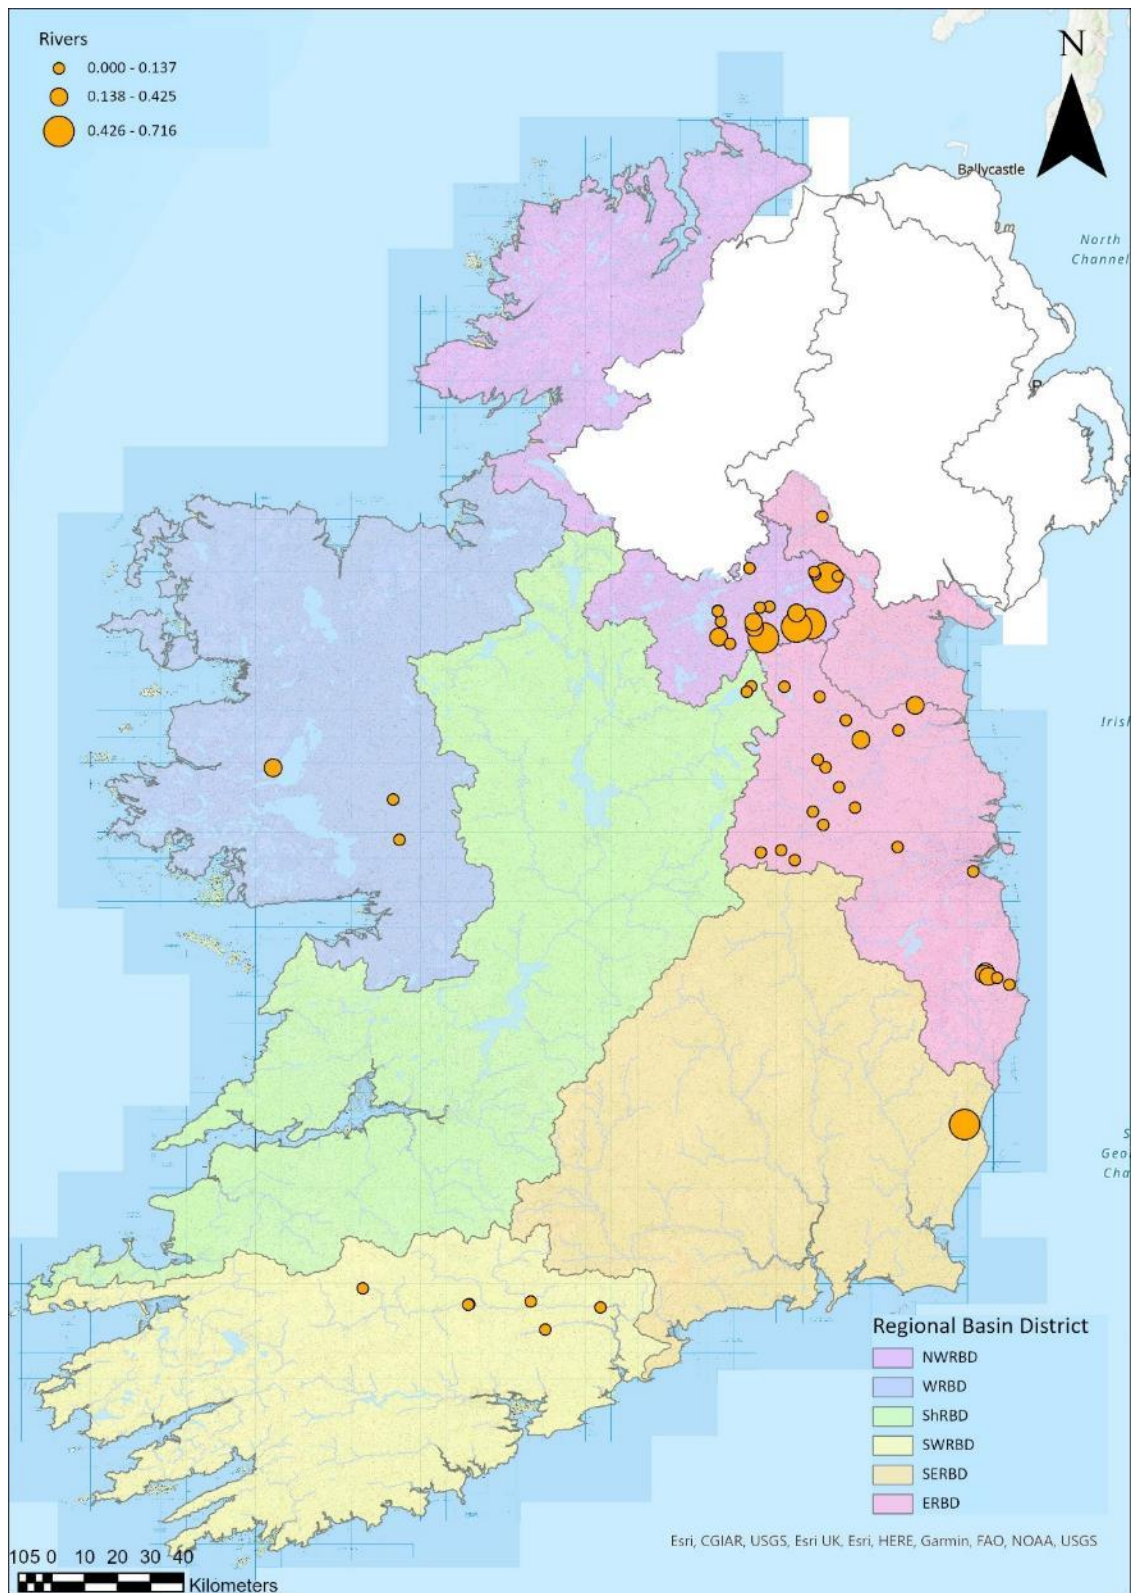 Rivers
0.000 - 0.137
0.138 - 0.425
0.426 - 0.716
N
Ballycastle
North
Channel
Irish
S
Geo
Cha
Regional Basin District
NWRBD
WRBD
ShRBD
SWRBD
SERBD
ERBD
Esri, CGIAR, USGS, Esri UK, Esri, HERE, Garmin, FAO, NOAA, USGS
105 0 10 20 30 40
Kilometers